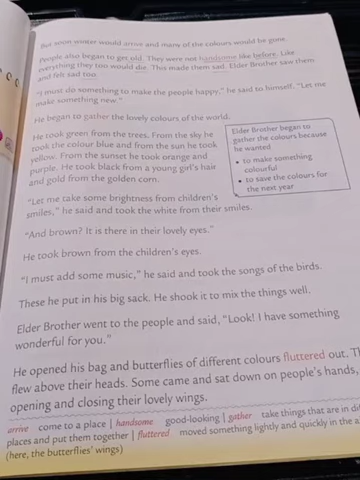 But soon winter would arrive and many of the colours would be gone.
People also began to get old. They were not handsome like before. Like
everything they too would die. This made them sad. Elder Brother saw them
and felt sad too.
"I must do something to make the people happy," he said to himself. "Let me
make something new."
He began to gather the lovely colours of the world.
He took green from the trees. From the sky he
took the colour blue and from the sun he took
yellow. From the sunset he took orange and
purple. He took black from a young girl's hair
and gold from the golden corn.
Elder Brother began to
gather the colours because
he wanted
• to make something
colourful
• to save the colours for
the next year
"Let me take some brightness from children's
smiles," he said and took the white from their smiles.
"And brown? It is there in their lovely eyes."
He took brown from the children's eyes.
"I must add some music," he said and took the songs of the birds.
These he put in his big sack. He shook it to mix the things well.
Elder Brother went to the people and said, "Look! I have something
wonderful for you."
He opened his bag and butterflies of different colours fluttered out. Th
flew above their heads. Some came and sat down on people's hands,
opening and closing their lovely wings.
arrive come to a place | handsome good-looking | gather take things that are in di
places and put them together | fluttered moved something lightly and quickly in the a
(here, the butterflies' wings)